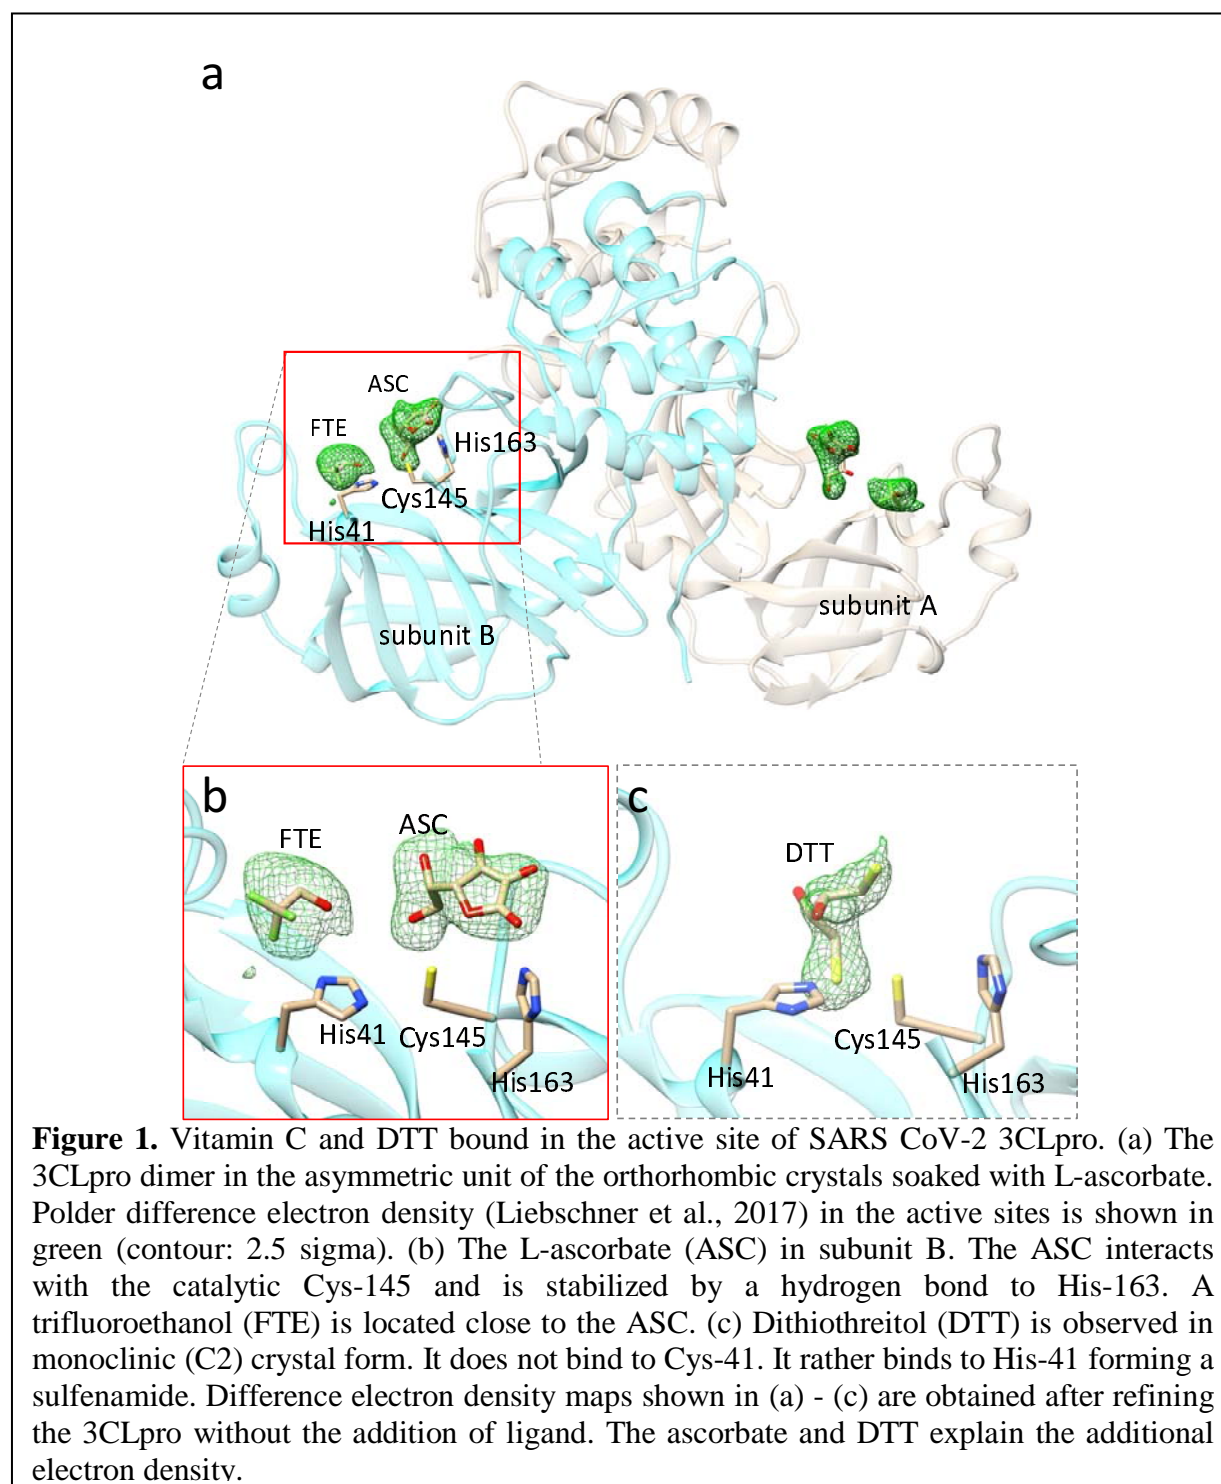 a
ASC
FTE
His163
Cys145
His41
subunit A
subunit B
b
FTE
ASC
His41 Cys145
His163
c
DTT
Cys145
His41
His163
Figure 1. Vitamin C and DTT bound in the active site of SARS CoV-2 3CLpro. (a) The
3CLpro dimer in the asymmetric unit of the orthorhombic crystals soaked with L-ascorbate.
Polder difference electron density (Liebschner et al., 2017) in the active sites is shown in
green (contour: 2.5 sigma). (b) The L-ascorbate (ASC) in subunit B. The ASC interacts
with the catalytic Cys-145 and is stabilized by a hydrogen bond to His-163. A
trifluoroethanol (FTE) is located close to the ASC. (c) Dithiothreitol (DTT) is observed in
monoclinic (C2) crystal form. It does not bind to Cys-41. It rather binds to His-41 forming a
sulfenamide. Difference electron density maps shown in (a) - (c) are obtained after refining
the 3CLpro without the addition of ligand. The ascorbate and DTT explain the additional
electron density.